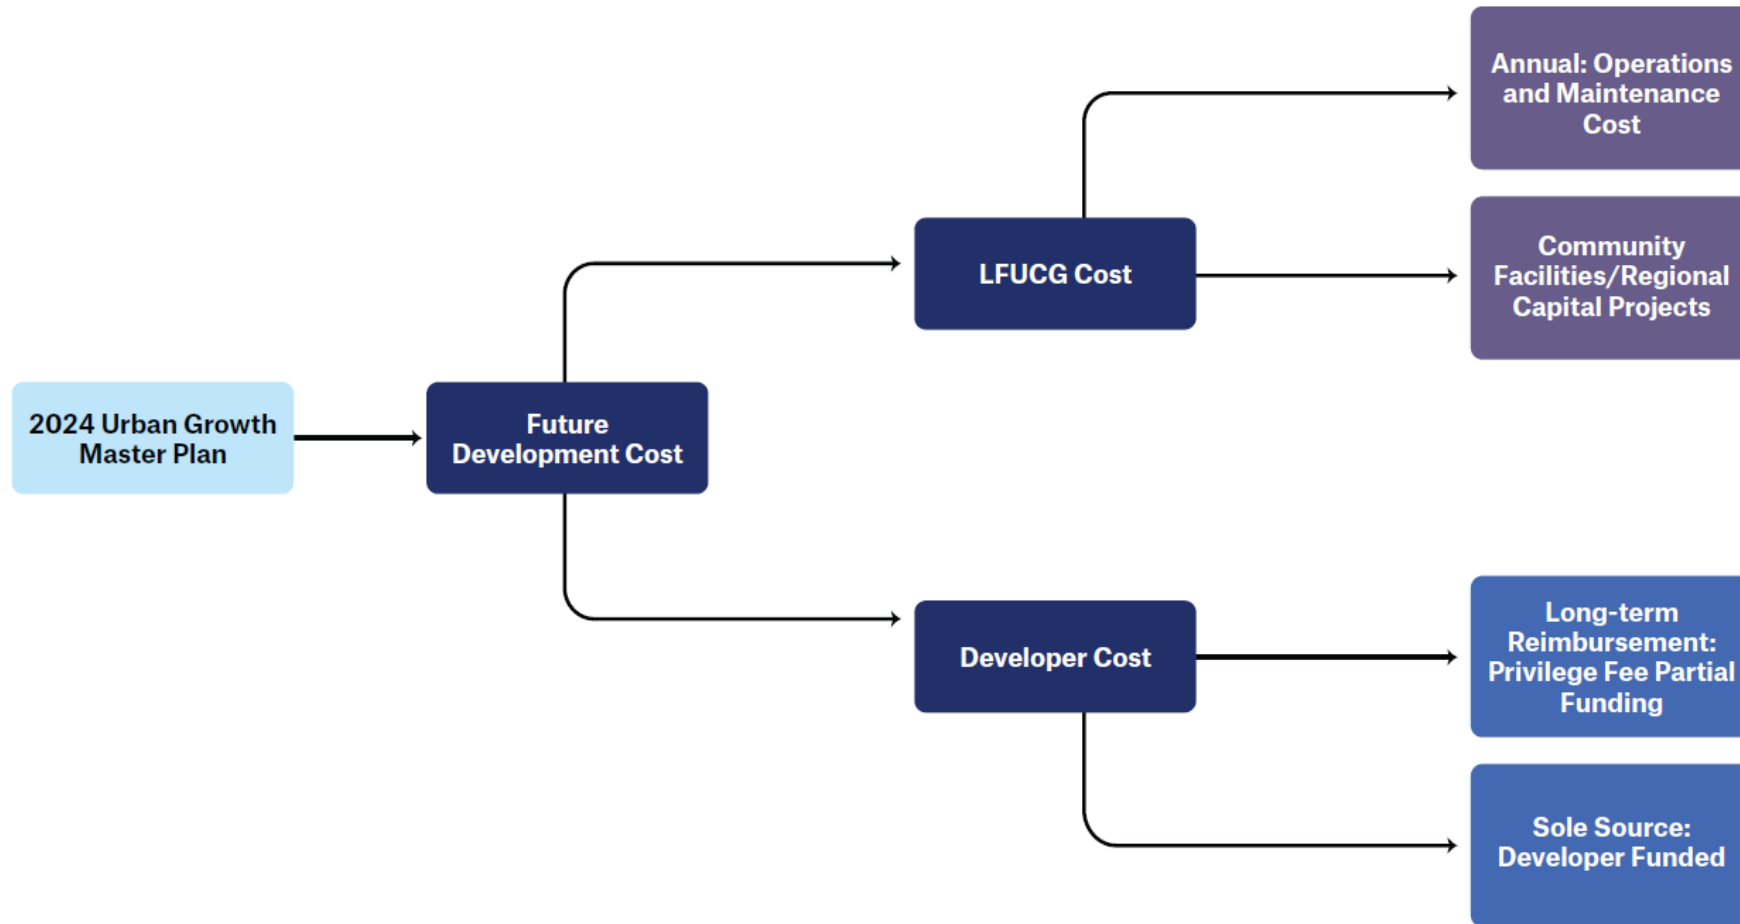 2024 Urban Growth
Master Plan
Future
Development Cost
LFUCG Cost
Annual: Operations
and Maintenance
Cost
Community
Facilities/Regional
Capital Projects
Developer Cost
Long-term
Reimbursement:
Privilege Fee Partial
Funding
Sole Source:
Developer Funded